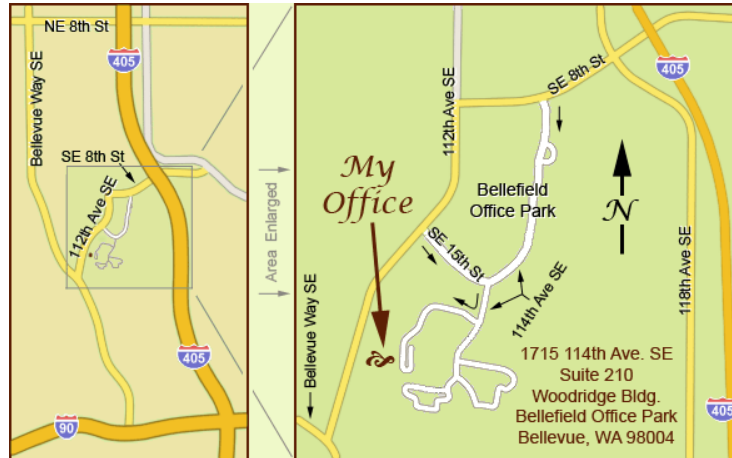 NE 8th St
405
Bellevue Way SE
SE 8th St
112th Ave SE
405
90
Area Enlarged
SE 8th St
405
112th Ave SE
My
Office
Bellefield
Office Park
N
SE 15th St
114th Ave SE
118th Ave SE
Bellevue Way SE
1715 114th Ave. SE
Suite 210
Woodridge Bldg.
Bellefield Office Park
Bellevue, WA 98004
405